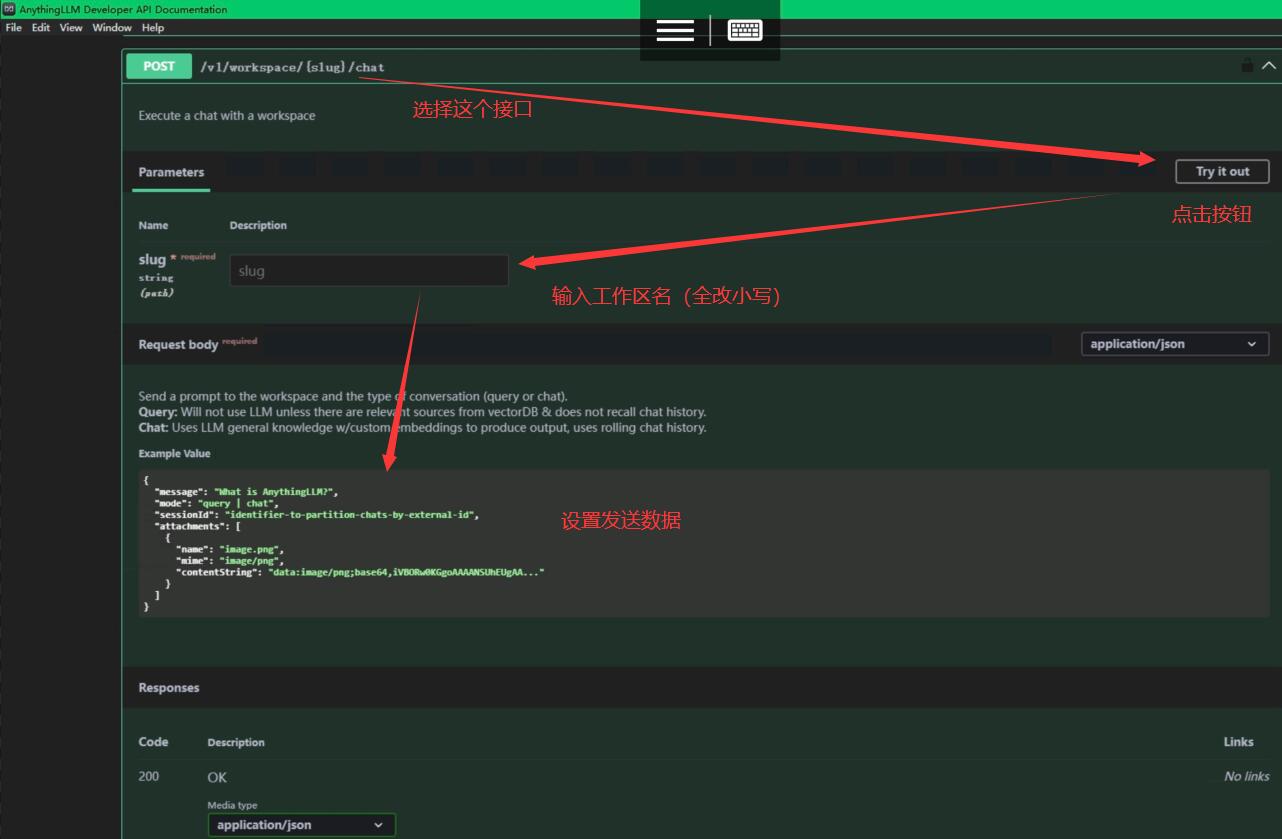 AnythingLLM Developer API Documentation
File Edit View Window Help
POST /v1/workspace/{slug}/chat
选择这个接口
Execute a chat with a workspace
Parameters
Try it out
点击按钮
Name Description
slug * required
string
(path)
slug
输入工作区名（全改小写）
Request body required
application/json
Send a prompt to the workspace and the type of conversation (query or chat).
Query: Will not use LLM unless there are relevant sources from vectorDB & does not recall chat history.
Chat: Uses LLM general knowledge w/custom embeddings to produce output, uses rolling chat history.
Example Value
{
"message": "What is AnythingLLM?",
"mode": "query | chat",
"sessionId": "identifier-to-partition-chats-by-external-id",
"attachments": [
{
"name": "image.png",
"mime": "image/png",
"contentString": "data:image/png;base64,iVBORw0KGgoAAAANSUhEUgAA..."
}
]
}
设置发送数据
Responses
Code Description Links
200 OK No links
Media type
application/json